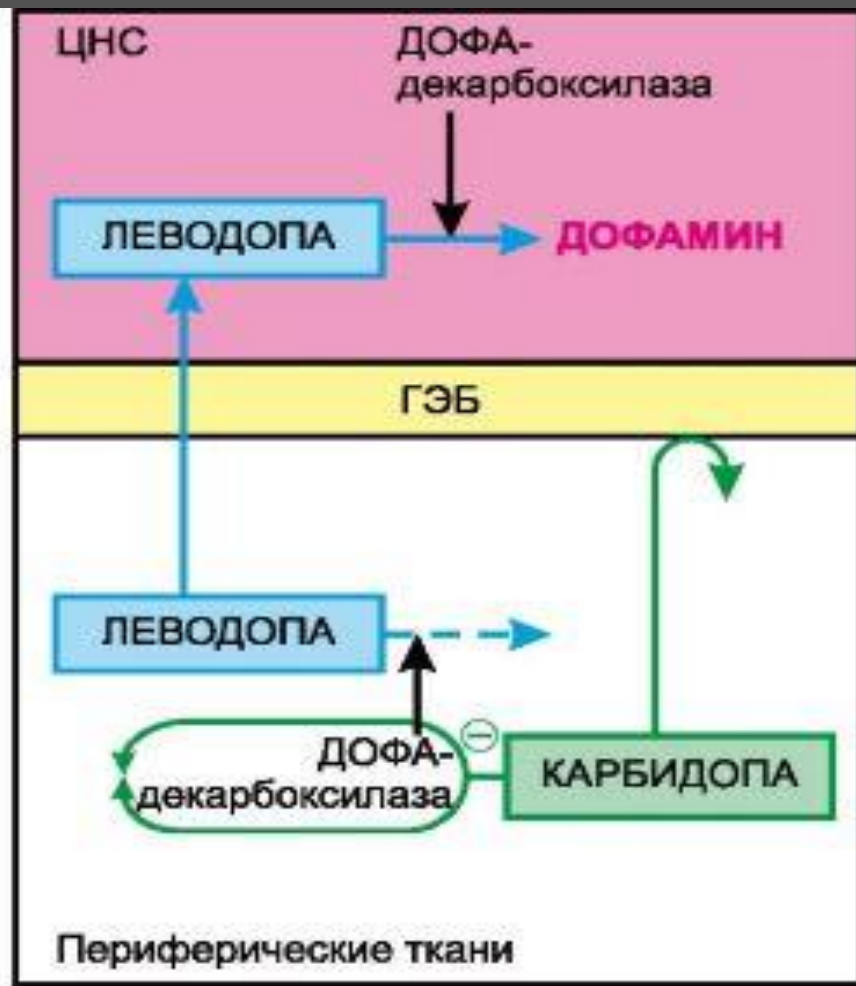 ЦНС
ДОФА-
декарбоксилаза
ЛЕВОДОПА
ДОФАМИН
ГЭБ
ЛЕВОДОПА
ДОФА-
декарбоксилаза
КАРБИДОПА
Периферические ткани